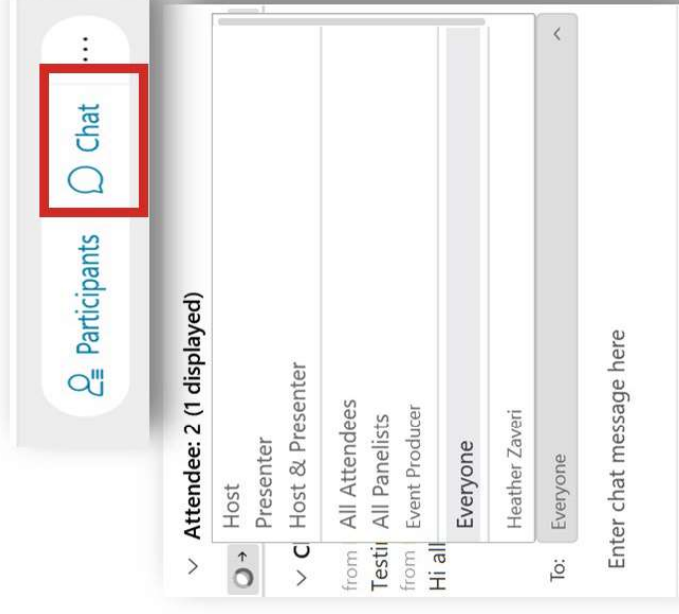 Participants
Chat
...
Attendee: 2 (1 displayed)
Host
Presenter
C
Host & Presenter
from
All Attendees
Testi
All Panelists
from
Event Producer
Hi all
Everyone
Heather Zaveri
To: Everyone
Enter chat message here